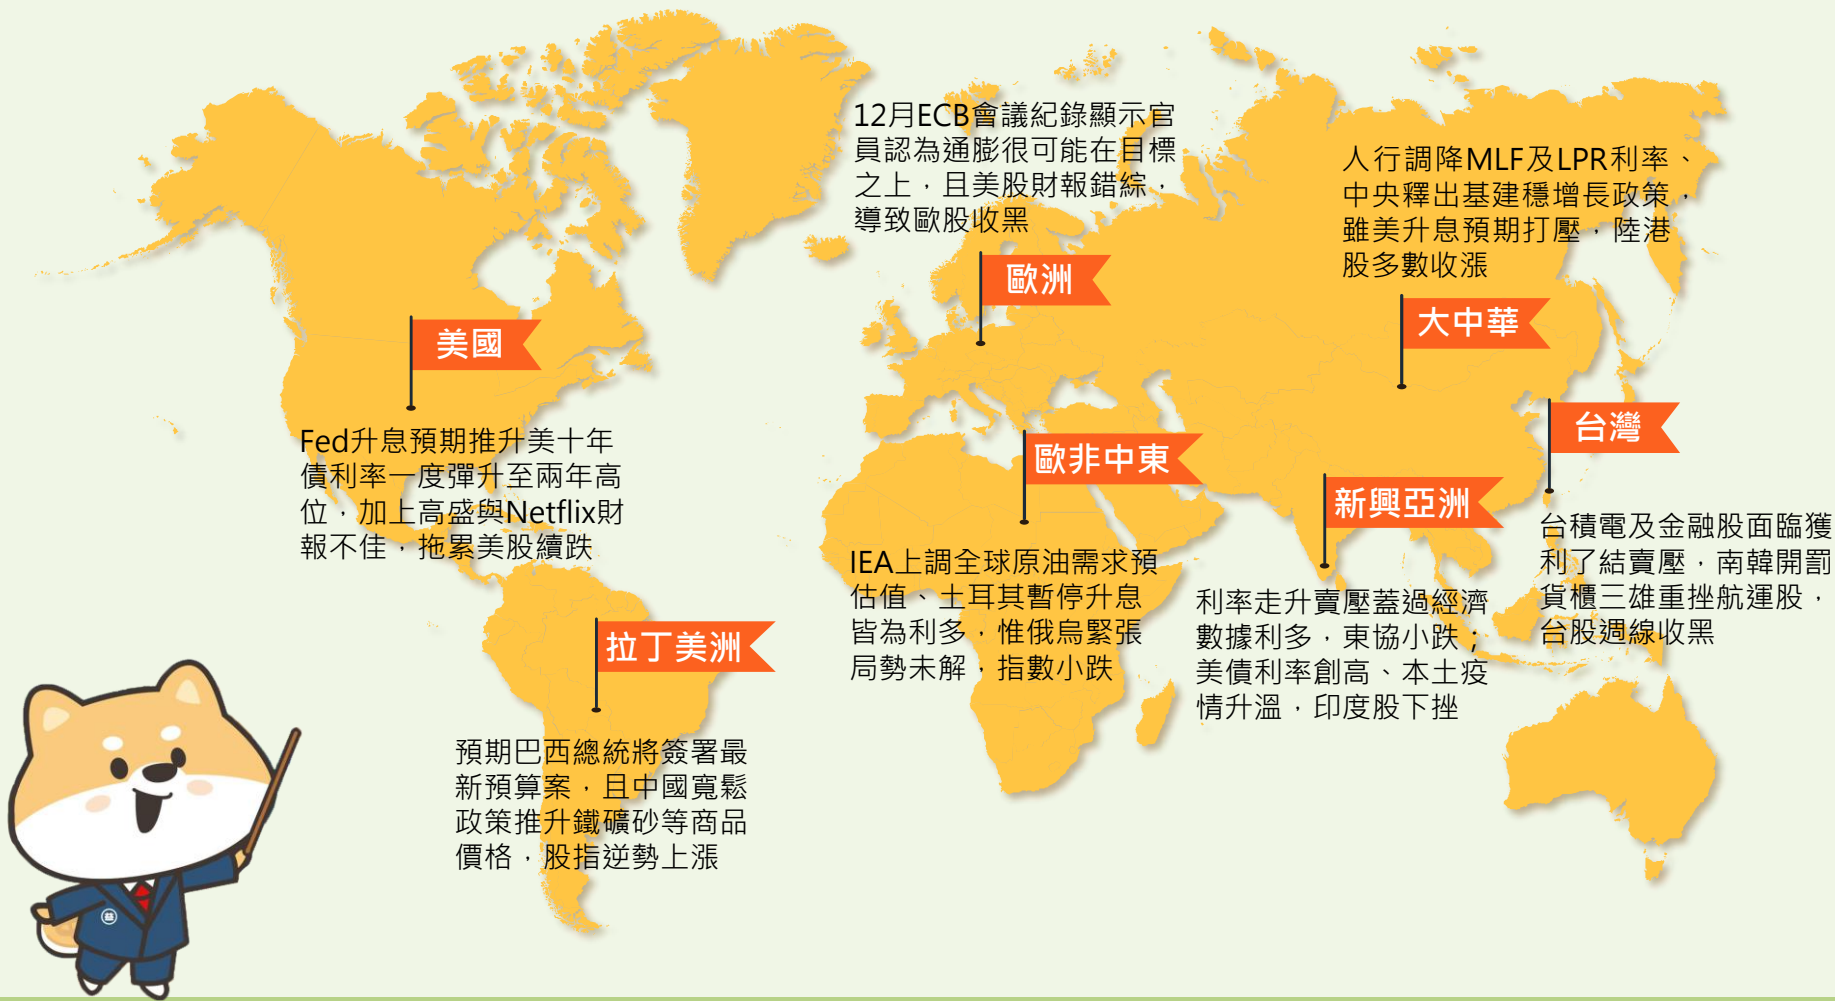 12月ECB會議紀錄顯示官
員認為通膨很可能在目標
之上，且美股財報錯綜，
導致歐股收黑
歐洲
人行調降MLF及LPR利率、
中央釋出基建穩增長政策，
雖美升息預期打壓，陸港
股多數收漲
大中華
美國
Fed升息預期推升美十年
債利率一度彈升至兩年高
位，加上高盛與Netflix財
報不佳，拖累美股續跌
歐非中東
IEA上調全球原油需求預
估值、土耳其暫停升息
皆為利多，惟俄烏緊張
局勢未解，指數小跌
新興亞洲
利率走升賣壓蓋過經濟
數據利多，東協小跌；
美債利率創高、本土疫
情升溫，印度股下挫
台灣
台積電及金融股面臨獲
利了結賣壓，南韓開罰
貨櫃三雄重挫航運股，
台股週線收黑
拉丁美洲
預期巴西總統將簽署最
新預算案，且中國寬鬆
政策推升鐵礦砂等商品
價格，股指逆勢上漲